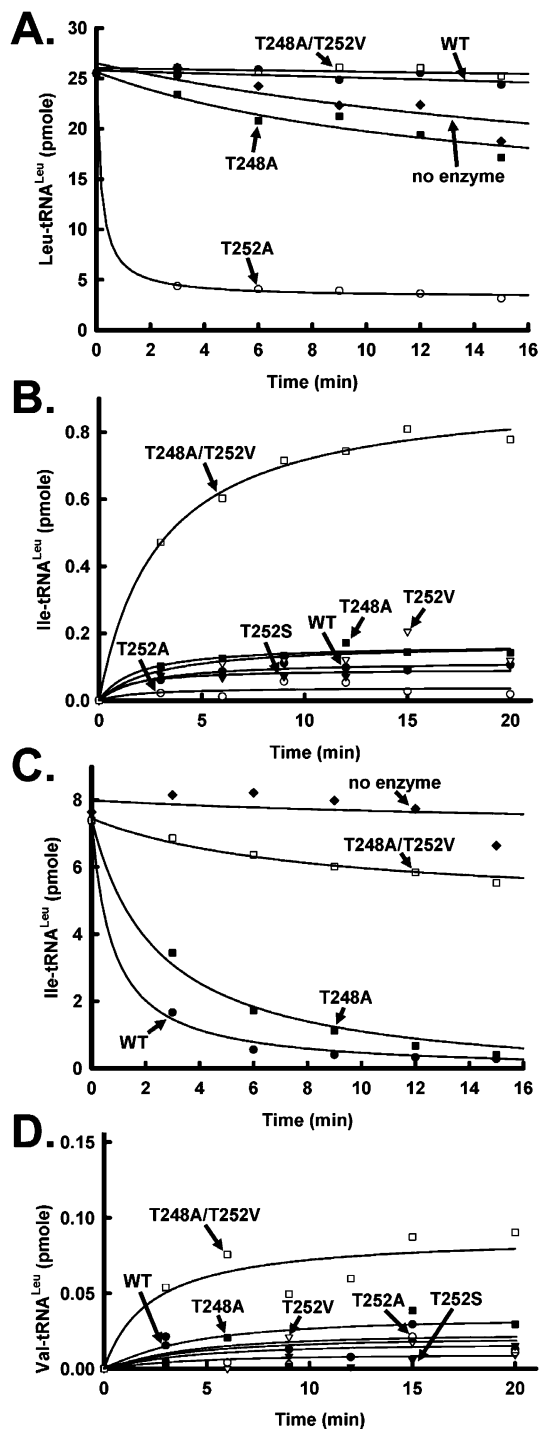 A.
30
25
20
15
10
5
0
Leu-tRNA^Leu (pmole)
T248A/T252V
WT
T248A
no enzyme
T252A
0 2 4 6 8 10 12 14 16
Time (min)
B.
0.8
0.6
0.4
0.2
0.0
Ile-tRNA^Leu (pmole)
T248A/T252V
T252A
T252S
WT
T248A
T252V
0 5 10 15 20
Time (min)
C.
8
6
4
2
0
Ile-tRNA^Leu (pmole)
no enzyme
T248A/T252V
T248A
WT
0 2 4 6 8 10 12 14 16
Time (min)
D.
0.15
0.10
0.05
0.00
Val-tRNA^Leu (pmole)
T248A/T252V
WT
T248A
T252V
T252A
T252S
0 5 10 15 20
Time (min)